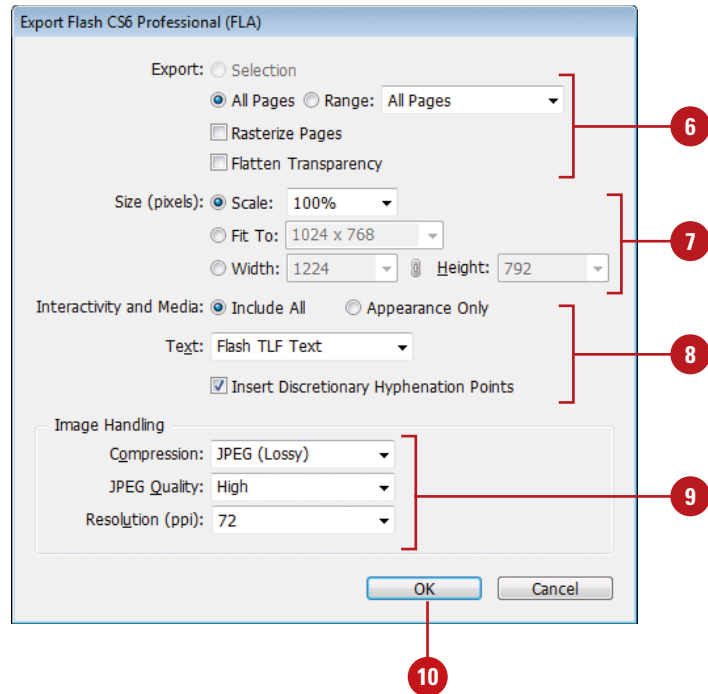 Export Flash CS6 Professional (FLA)
Export: Selection
All Pages Range: All Pages
Rasterize Pages
Flatten Transparency
6
Size (pixels): Scale: 100%
Fit To: 1024 x 768
Width: 1224 Height: 792
7
Interactivity and Media: Include All Appearance Only
Text: Flash TLF Text
Insert Discretionary Hyphenation Points
8
Image Handling
Compression: JPEG (Lossy)
JPEG Quality: High
Resolution (ppi): 72
9
OK Cancel
10